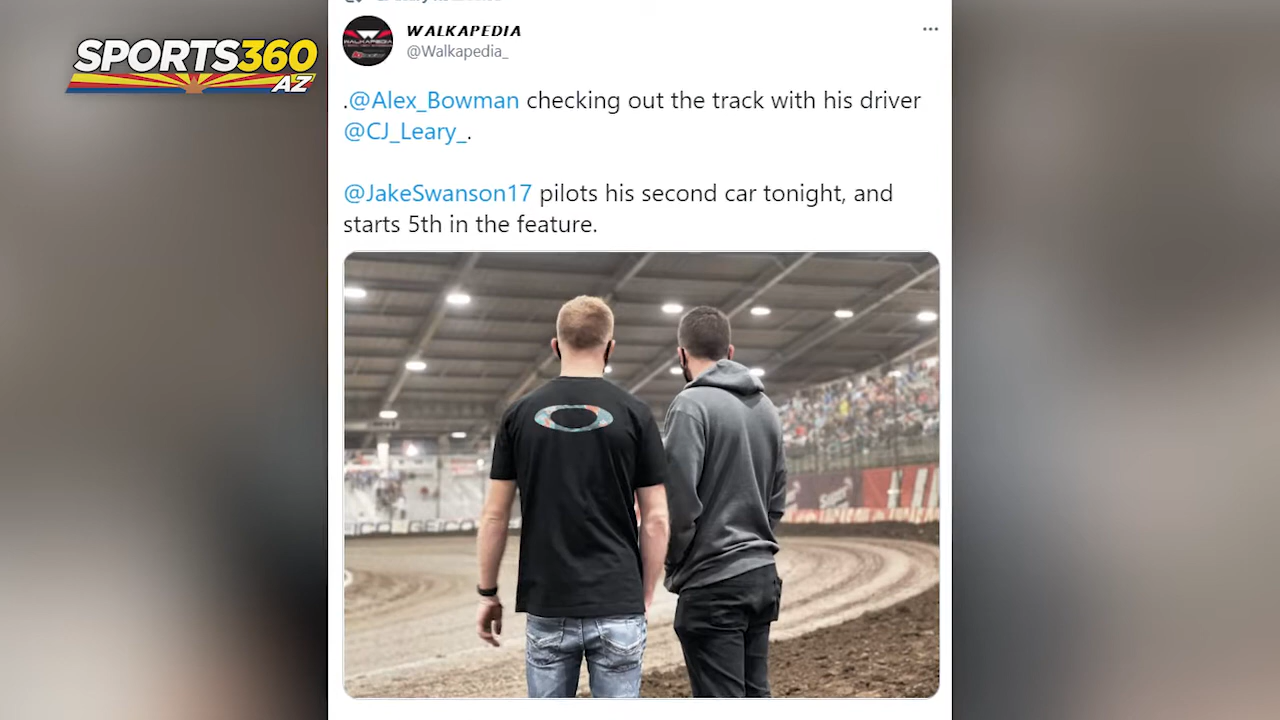 SPORTS360
AZ
WALKAPEDIA
@Walkapedia_
.@Alex_Bowman checking out the track with his driver
@CJ_Leary_.
@JakeSwanson17 pilots his second car tonight, and
starts 5th in the feature.
GEICO